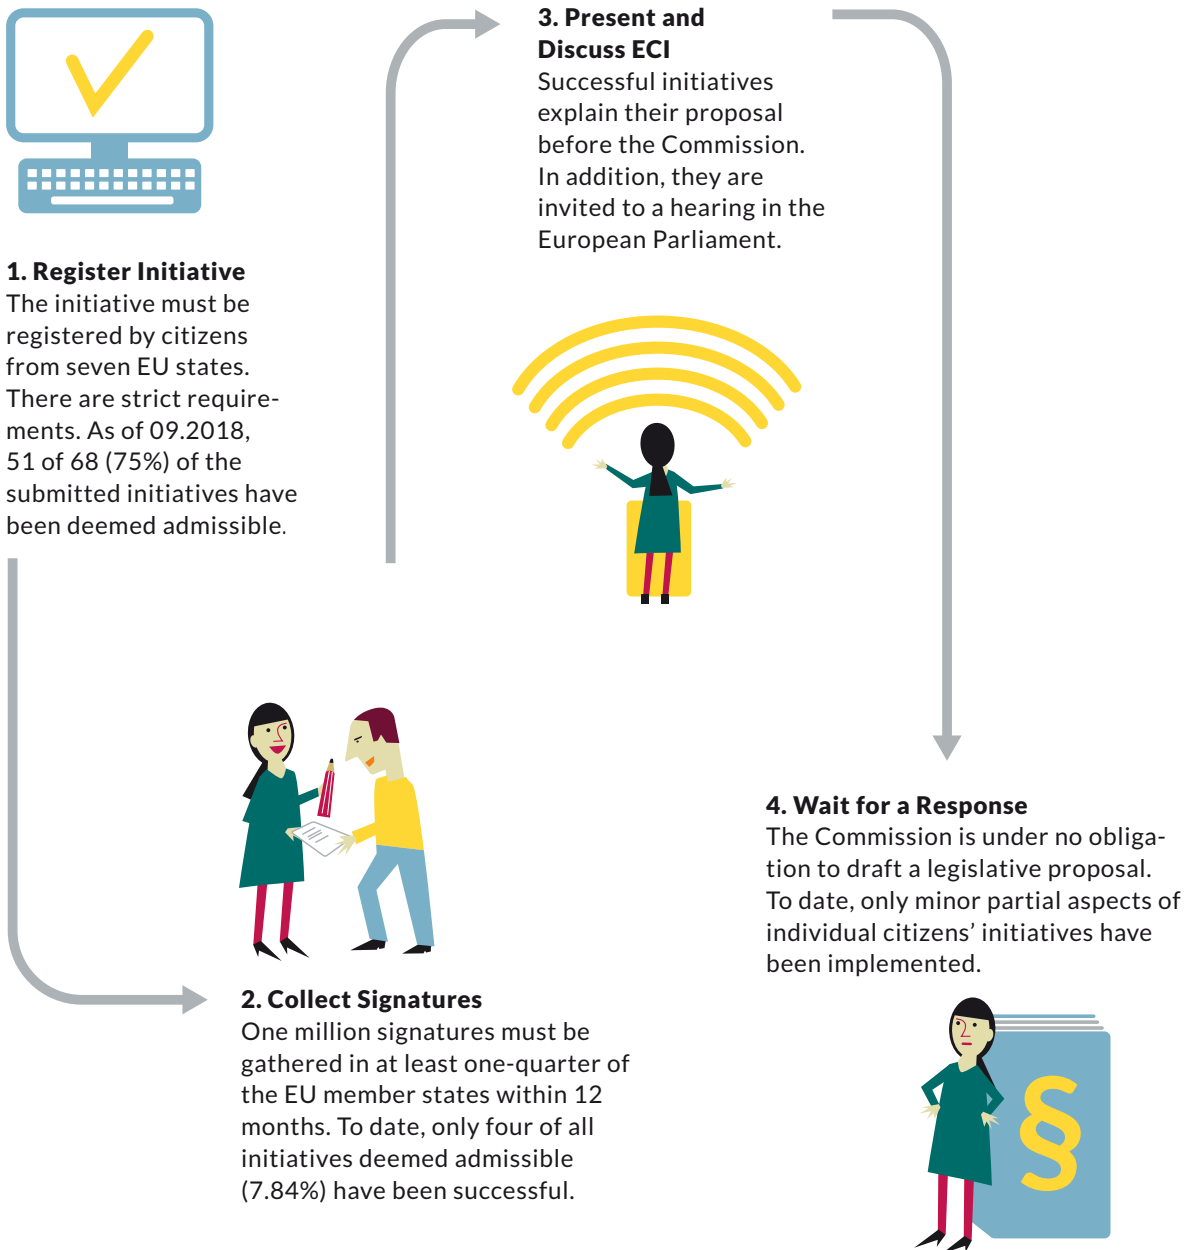 1. Register Initiative
The initiative must be
registered by citizens
from seven EU states.
There are strict require-
ments. As of 09.2018,
51 of 68 (75%) of the
submitted initiatives have
been deemed admissible.
2. Collect Signatures
One million signatures must be
gathered in at least one-quarter of
the EU member states within 12
months. To date, only four of all
initiatives deemed admissible
(7.84%) have been successful.
3. Present and
Discuss ECI
Successful initiatives
explain their proposal
before the Commission.
In addition, they are
invited to a hearing in the
European Parliament.
4. Wait for a Response
The Commission is under no obliga-
tion to draft a legislative proposal.
To date, only minor partial aspects of
individual citizens’ initiatives have
been implemented.
§